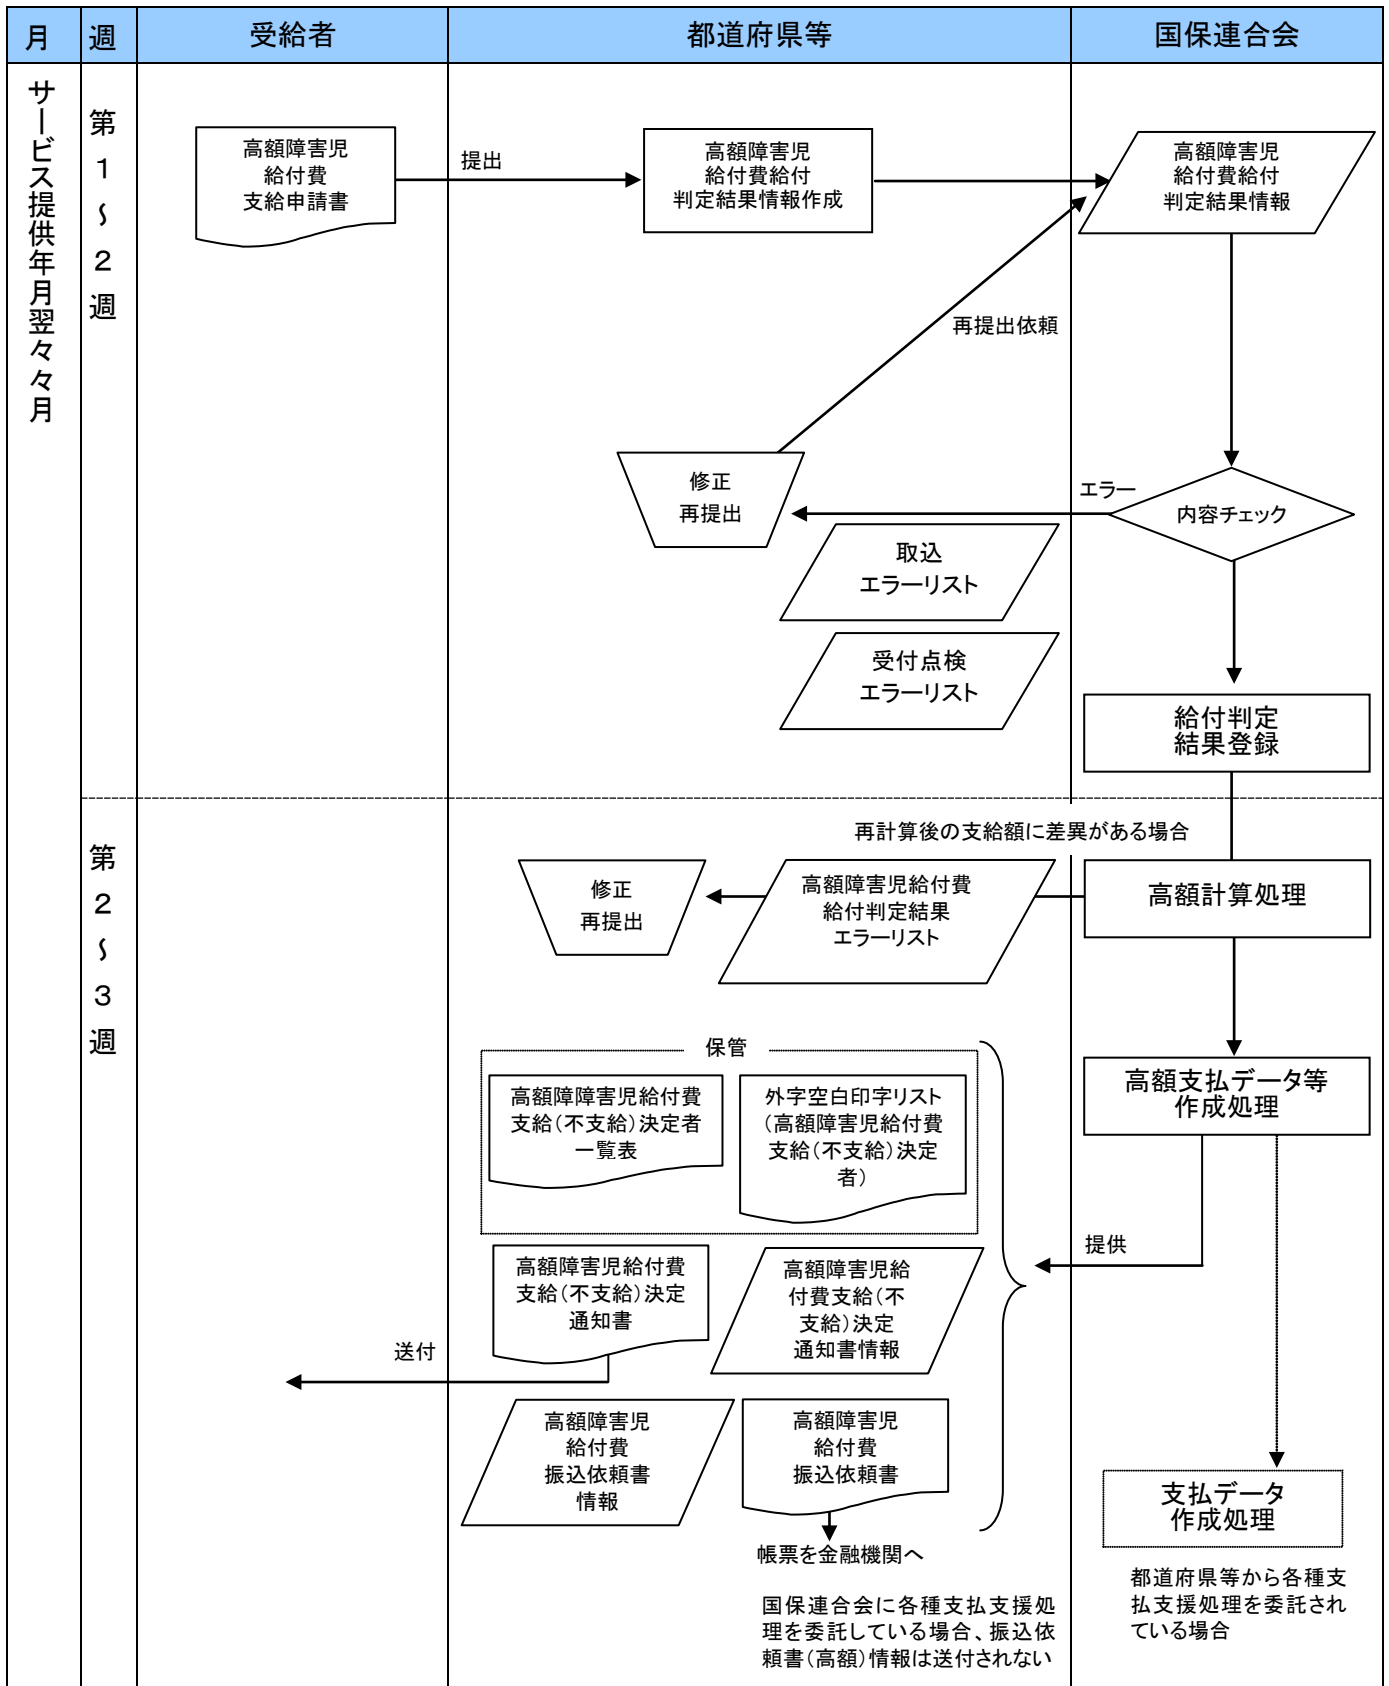 月
週
受給者
都道府県等
国保連合会
サービス提供年月翌々々月
第1～2週
高額障害児
給付費
支給申請書
提出
高額障害児
給付費給付
判定結果情報作成
高額障害児
給付費給付
判定結果情報
再提出依頼
修正
再提出
エラー
内容チェック
取込
エラーリスト
受付点検
エラーリスト
給付判定
結果登録
第2～3週
再計算後の支給額に差異がある場合
修正
再提出
高額障害児給付費
給付判定結果
エラーリスト
高額計算処理
保管
高額障障害児給付費
支給(不支給)決定者
一覧表
外字空白印字リスト
(高額障害児給付費
支給(不支給)決定
者)
高額支払データ等
作成処理
提供
高額障害児給付費
支給(不支給)決定
通知書
高額障害児給
付費支給(不
支給)決定
通知書情報
送付
高額障害児
給付費
振込依頼書
情報
高額障害児
給付費
振込依頼書
支払データ
作成処理
帳票を金融機関へ
国保連合会に各種支払支援処
理を委託している場合、振込依
頼書(高額)情報は送付されない
都道府県等から各種支
払支援処理を委託され
ている場合